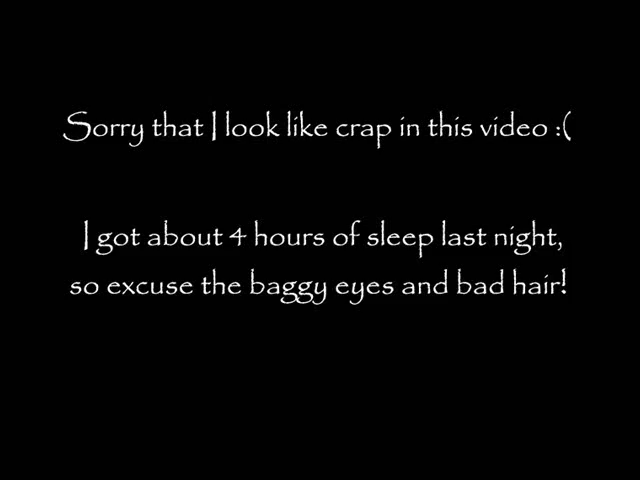 Sorry that I look like crap in this video :(
I got about 4 hours of sleep last night,
so excuse the baggy eyes and bad hair!